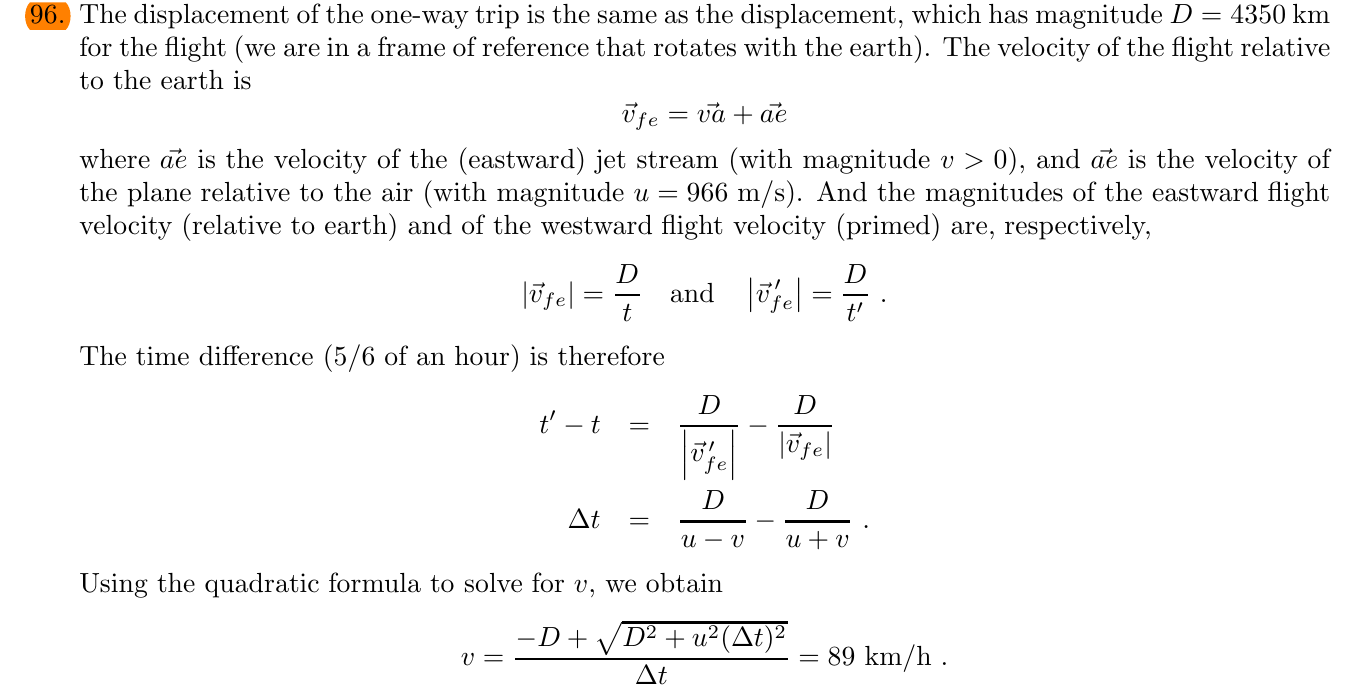 96. The displacement of the one-way trip is the same as the displacement, which has magnitude D = 4350 km
for the flight (we are in a frame of reference that rotates with the earth). The velocity of the flight relative
to the earth is
$\vec{v}_{fe} = \vec{va} + \vec{ae}$
where $\vec{ae}$ is the velocity of the (eastward) jet stream (with magnitude v > 0), and $\vec{ae}$ is the velocity of
the plane relative to the air (with magnitude u = 966 m/s). And the magnitudes of the eastward flight
velocity (relative to earth) and of the westward flight velocity (primed) are, respectively,
$|\vec{v}_{fe}| = \frac{D}{t}$ and $|\vec{v}'_{fe}| = \frac{D}{t'}$ .
The time difference (5/6 of an hour) is therefore
$t' - t = \frac{D}{|\vec{v}'_{fe}|} - \frac{D}{|\vec{v}_{fe}|}$
$\Delta t = \frac{D}{u - v} - \frac{D}{u + v}$ .
Using the quadratic formula to solve for v, we obtain
$v = \frac{-D + \sqrt{D^2 + u^2(\Delta t)^2}}{\Delta t} = 89$ km/h .